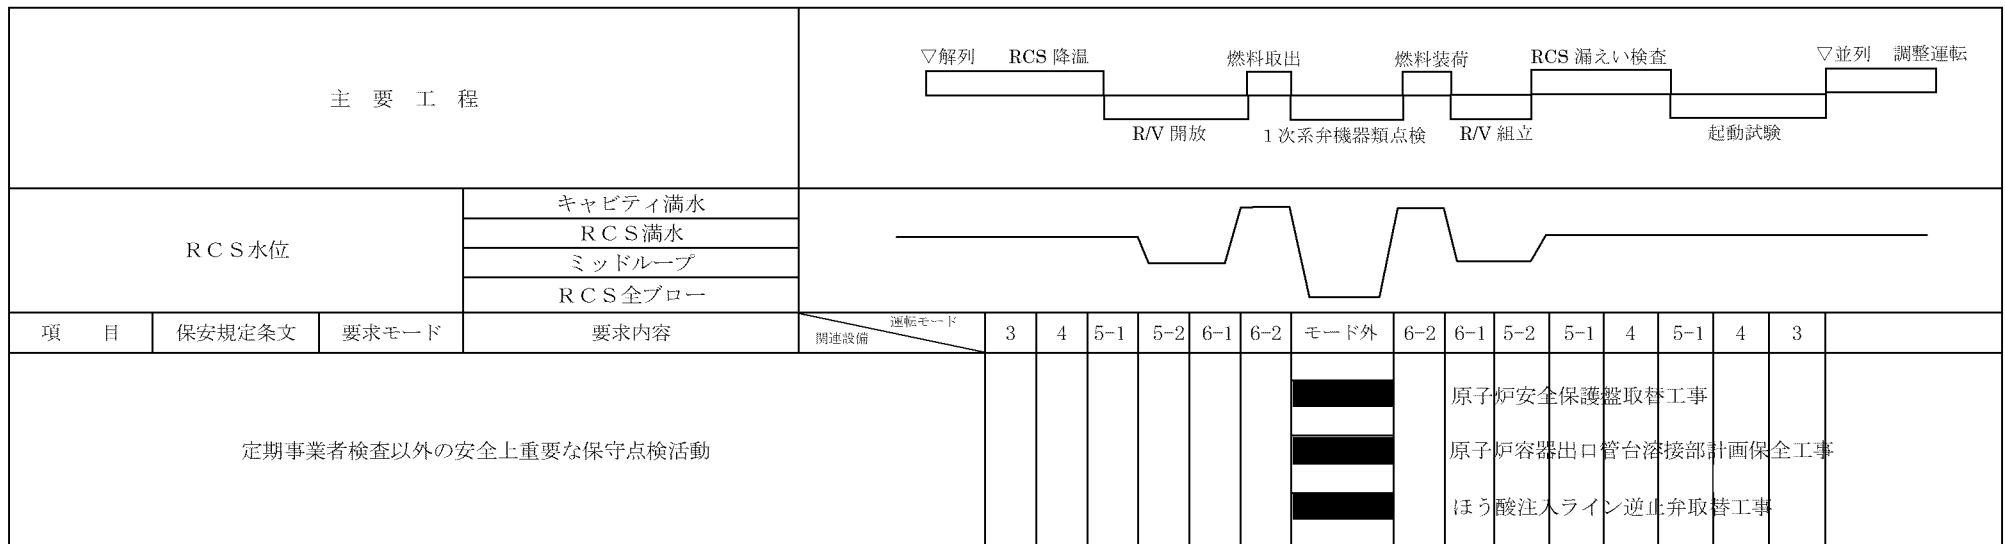 主 要 工 程
▽解列 RCS 降温 燃料取出 燃料装荷 RCS 漏えい検査 ▽並列 調整運転
R/V 開放 1次系弁機器類点検 R/V 組立 起動試験
RCS水位
キャビティ満水
RCS満水
ミッドループ
RCS全ブロー
項 目 保安規定条文 要求モード 要求内容 運転モード 関連設備 3 4 5-1 5-2 6-1 6-2 モード外 6-2 6-1 5-2 5-1 4 5-1 4 3
定期事業者検査以外の安全上重要な保守点検活動
原子炉安全保護盤取替工事
原子炉容器出口管台溶接部計画保全工事
ほう酸注入ライン逆止弁取替工事